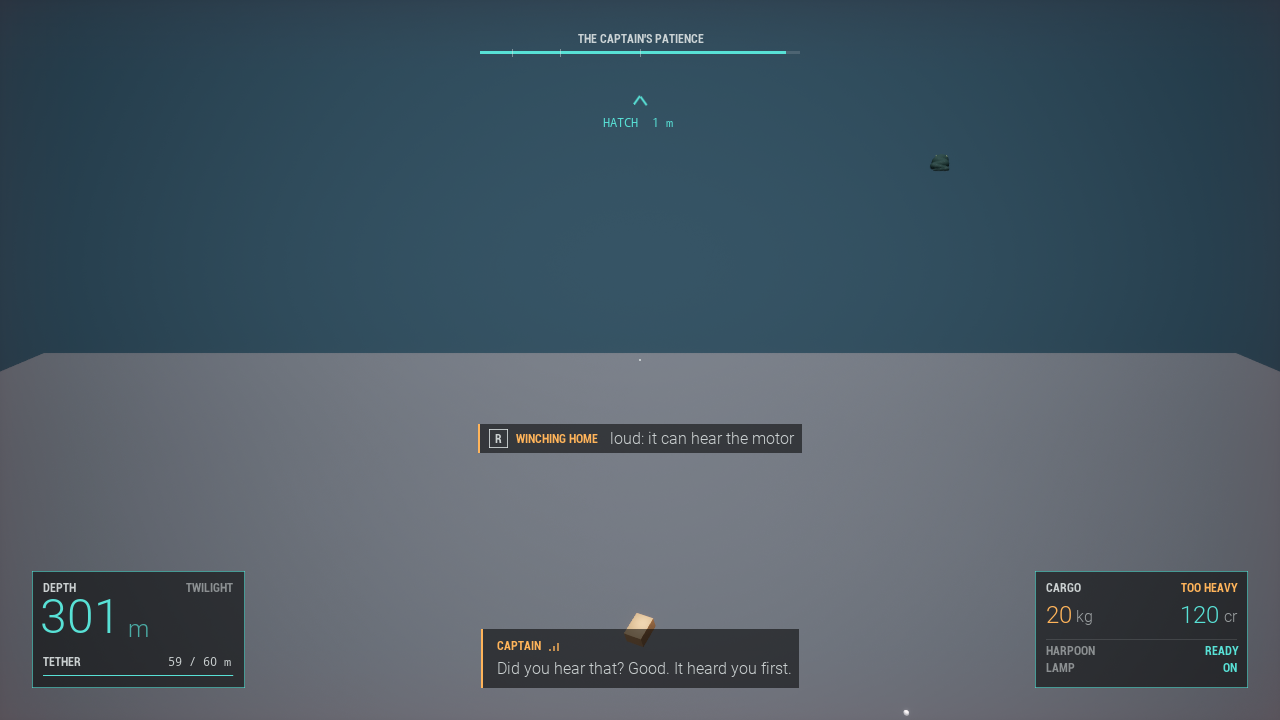 THE CAPTAIN'S PATIENCE
HATCH 1 m
R WINCHING HOME loud: it can hear the motor
DEPTH TWILIGHT
301 m
TETHER 59 / 60 m
CAPTAIN
Did you hear that? Good. It heard you first.
CARGO TOO HEAVY
20 kg 120 cr
HARPOON READY
LAMP ON